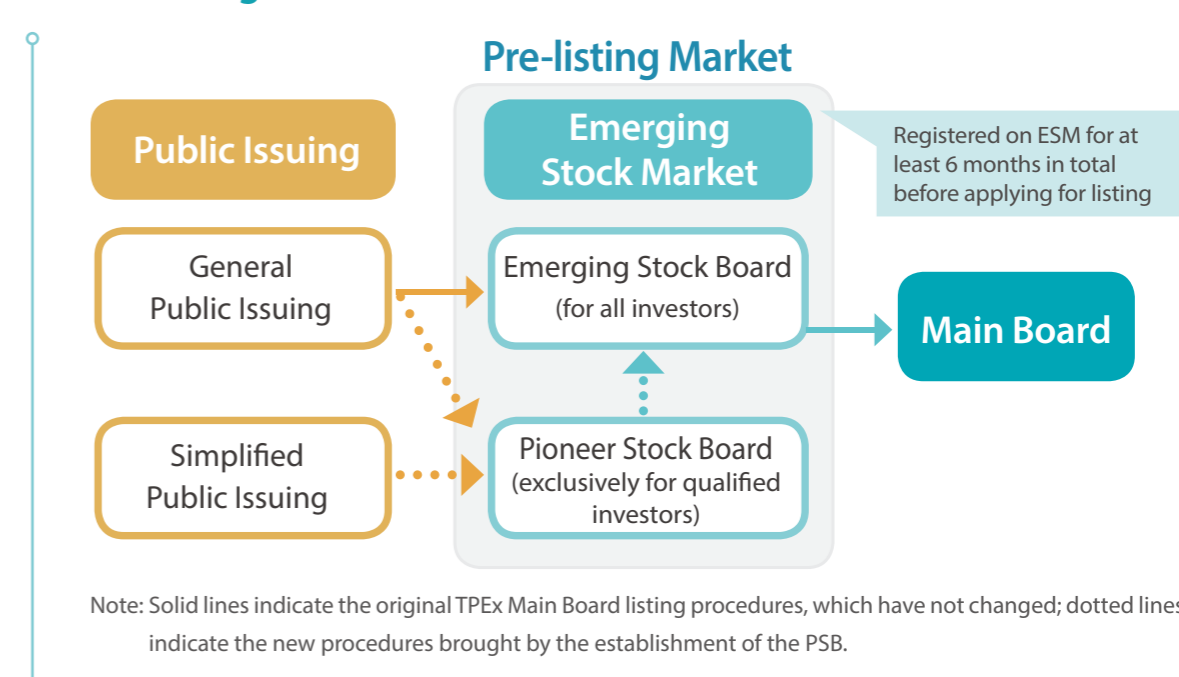 Pre-listing Market
Public Issuing
Emerging
Stock Market
Registered on ESM for at
least 6 months in total
before applying for listing
General
Public Issuing
Emerging Stock Board
(for all investors)
Main Board
Simplified
Public Issuing
Pioneer Stock Board
(exclusively for qualified
investors)
Note: Solid lines indicate the original TPEx Main Board listing procedures, which have not changed; dotted lines
indicate the new procedures brought by the establishment of the PSB.